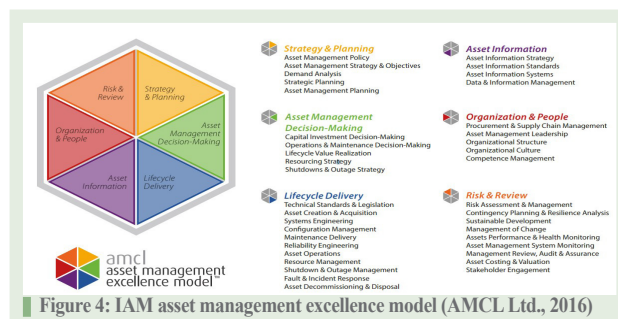 Risk &
Review
Strategy
& Planning
Organization
& People
Asset
Management
Decision-Making
Asset
Information
Lifecycle
Delivery
amcl
asset management
excellence model™
Strategy & Planning
Asset Management Policy
Asset Management Strategy & Objectives
Demand Analysis
Strategic Planning
Asset Management Planning
Asset Management
Decision-Making
Capital Investment Decision-Making
Operations & Maintenance Decision-Making
Lifecycle Value Realization
Resourcing Strategy
Shutdowns & Outage Strategy
Lifecycle Delivery
Technical Standards & Legislation
Asset Creation & Acquisition
Systems Engineering
Configuration Management
Maintenance Delivery
Reliability Engineering
Asset Operations
Resource Management
Shutdown & Outage Management
Fault & Incident Response
Asset Decommissioning & Disposal
Asset Information
Asset Information Strategy
Asset Information Standards
Asset Information Systems
Data & Information Management
Organization & People
Procurement & Supply Chain Management
Asset Management Leadership
Organizational Structure
Organizational Culture
Competence Management
Risk & Review
Risk Assessment & Management
Contingency Planning & Resilience Analysis
Sustainable Development
Management of Change
Assets Performance & Health Monitoring
Asset Management System Monitoring
Management Review, Audit & Assurance
Asset Costing & Valuation
Stakeholder Engagement
Figure 4: IAM asset management excellence model (AMCL Ltd., 2016)